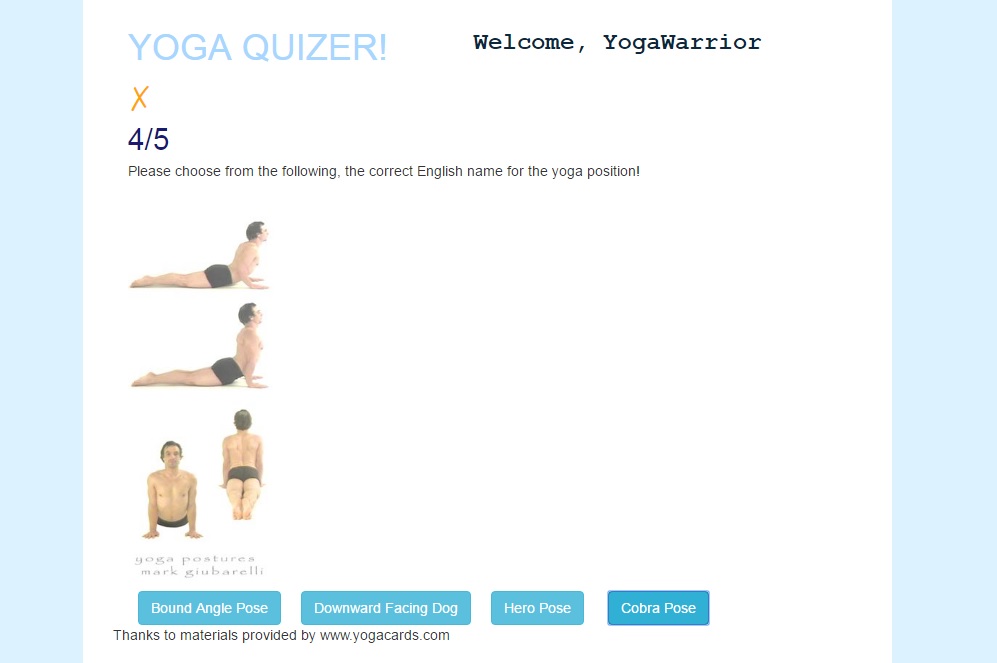 YOGA QUIZER!
Welcome, YogaWarrior
X
4/5
Please choose from the following, the correct English name for the yoga position!
yoga postures
mark giubarelli
Bound Angle Pose
Downward Facing Dog
Hero Pose
Cobra Pose
Thanks to materials provided by www.yogacards.com